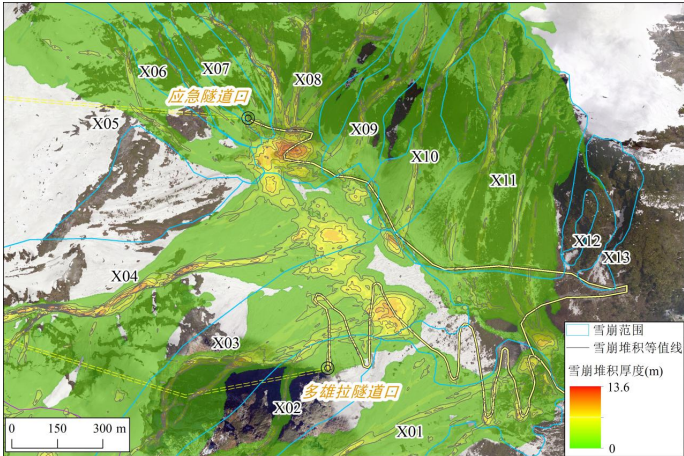 X06
X07
X08
应急隧道口
X05
X09
X10
X11
X12
X13
X04
X03
多雄拉隧道口
X02
X01
雪崩范围
雪崩堆积等值线
雪崩堆积厚度(m)
13.6
0
0 150 300 m